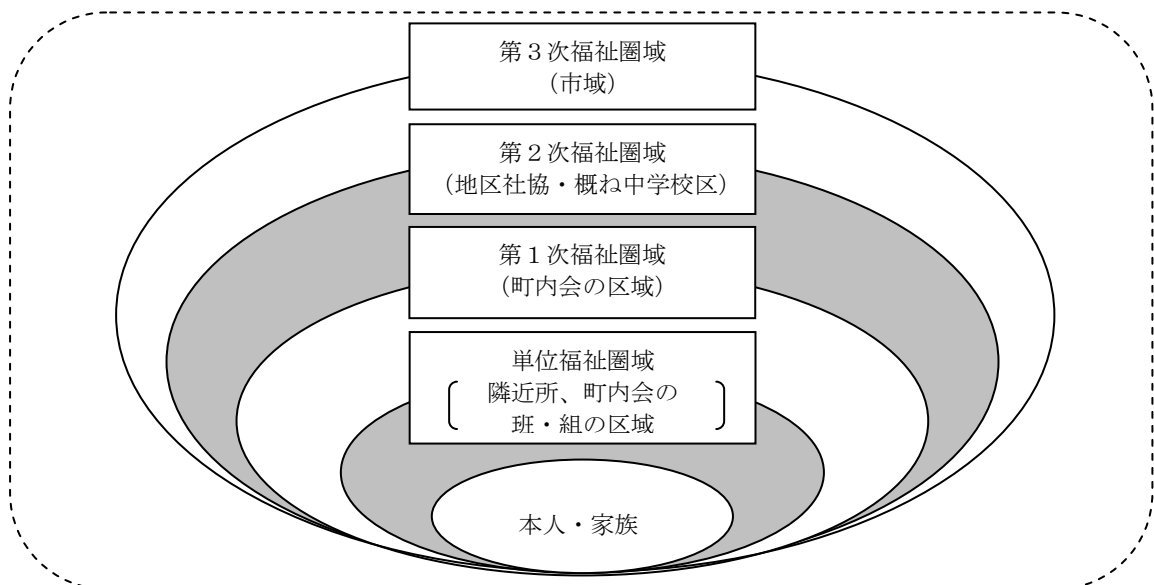 第３次福祉圏域
（市域）
第２次福祉圏域
（地区社協・概ね中学校区）
第１次福祉圏域
（町内会の区域）
単位福祉圏域
隣近所、町内会の
班・組の区域
本人・家族